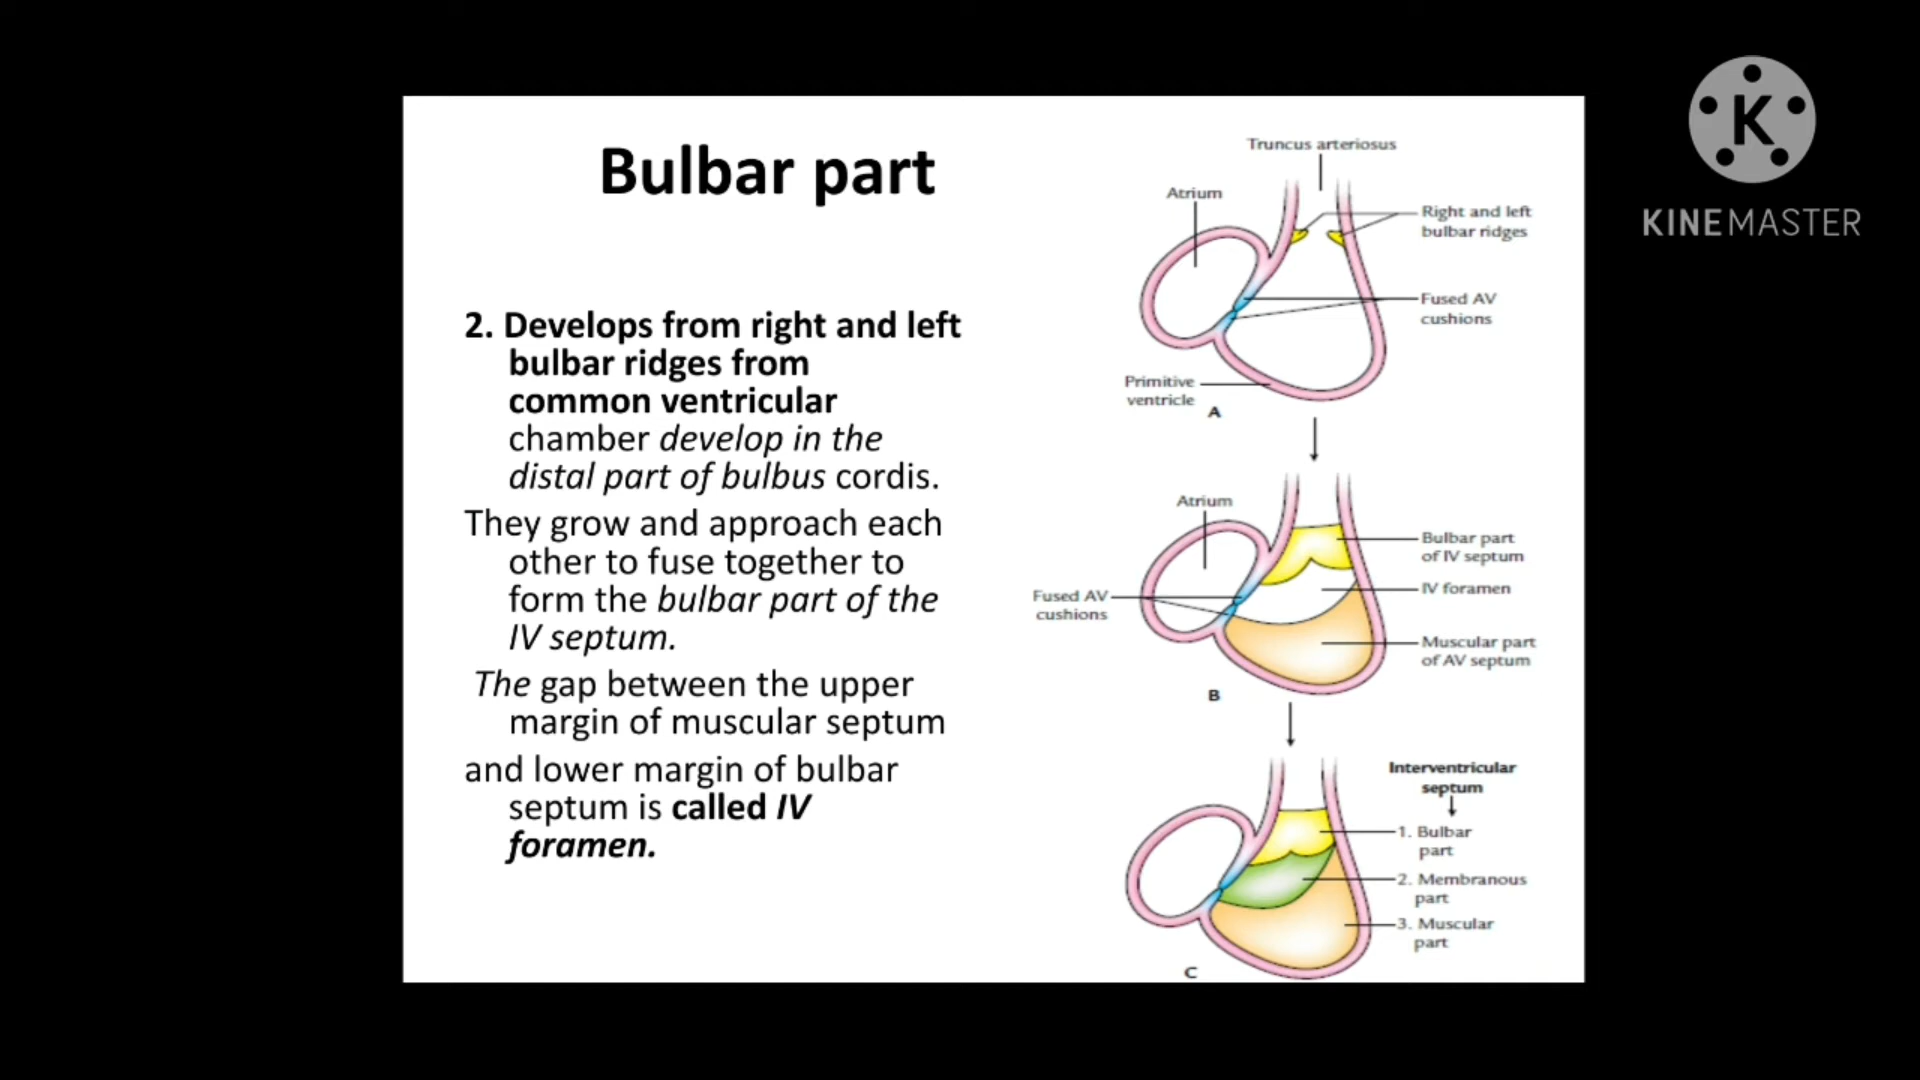 Bulbar part
2. Develops from right and left
bulbar ridges from
common ventricular
chamber develop in the
distal part of bulbus cordis.
They grow and approach each
other to fuse together to
form the bulbar part of the
IV septum.
The gap between the upper
margin of muscular septum
and lower margin of bulbar
septum is called IV
foramen.
Truncus arteriosus
Atrium
Right and left
bulbar ridges
Fused AV
cushions
Primitive
ventricle
A
Atrium
Bulbar part
of IV septum
IV foramen
Fused AV
cushions
Muscular part
of AV septum
B
Interventricular
septum
1. Bulbar
part
2. Membranous
part
3. Muscular
part
C
K
KINEMASTER